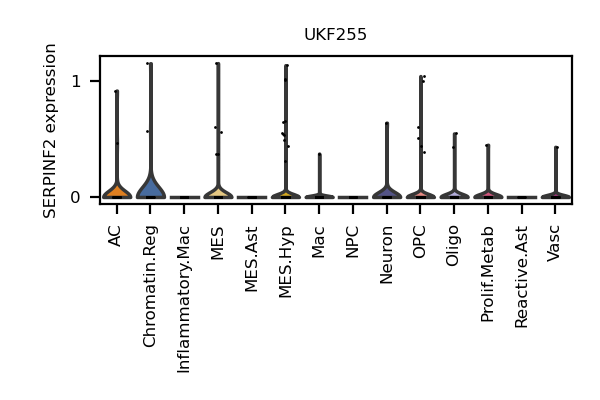 UKF255
SERPINF2 expression
1
0
AC
Chromatin.Reg
Inflammatory.Mac
MES
MES.Ast
MES.Hyp
Mac
NPC
Neuron
OPC
Oligo
Prolif.Metab
Reactive.Ast
Vasc